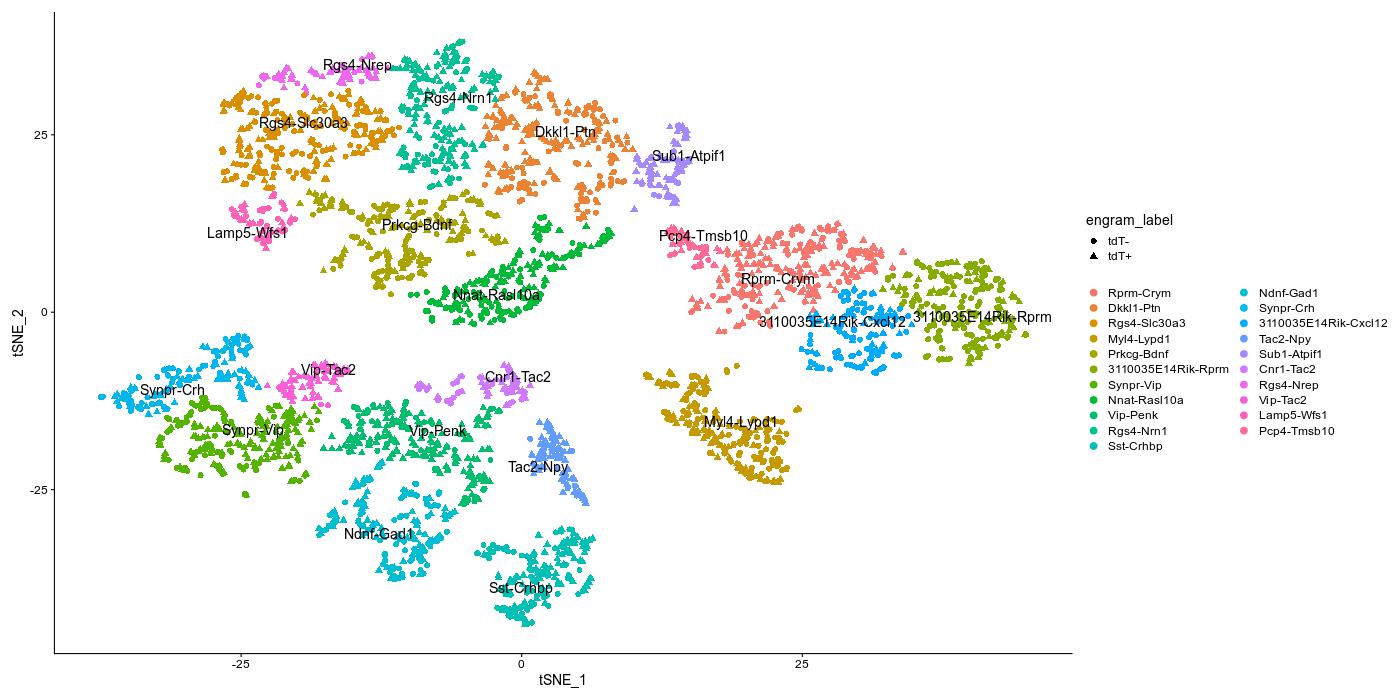 Rgs4-Nrep
Rgs4-Nrn1
Rgs4-Slc30a3
Dkkl1-Ptn
Sub1-Atpif1
Lamp5-Wfs1
Prkcg-Bdnf
Pcp4-Tmsb10
Rprm-Crym
Nnat-Rasl10a
3110035E14Rik-Cxcl12
3110035E14Rik-Rprm
Vip-Tac2
Cnr1-Tac2
Synpr-Crh
Synpr-Vip
Vip-Penk
Myl4-Lypd1
Tac2-Npy
Ndnf-Gad1
Sst-Crhbp
25
0
-25
tSNE_2
-25
0
25
tSNE_1
engram_label
tdT-
tdT+
Rprm-Crym
Dkkl1-Ptn
Rgs4-Slc30a3
Myl4-Lypd1
Prkcg-Bdnf
3110035E14Rik-Rprm
Synpr-Vip
Nnat-Rasl10a
Vip-Penk
Rgs4-Nrn1
Sst-Crhbp
Ndnf-Gad1
Synpr-Crh
3110035E14Rik-Cxcl12
Tac2-Npy
Sub1-Atpif1
Cnr1-Tac2
Rgs4-Nrep
Vip-Tac2
Lamp5-Wfs1
Pcp4-Tmsb10